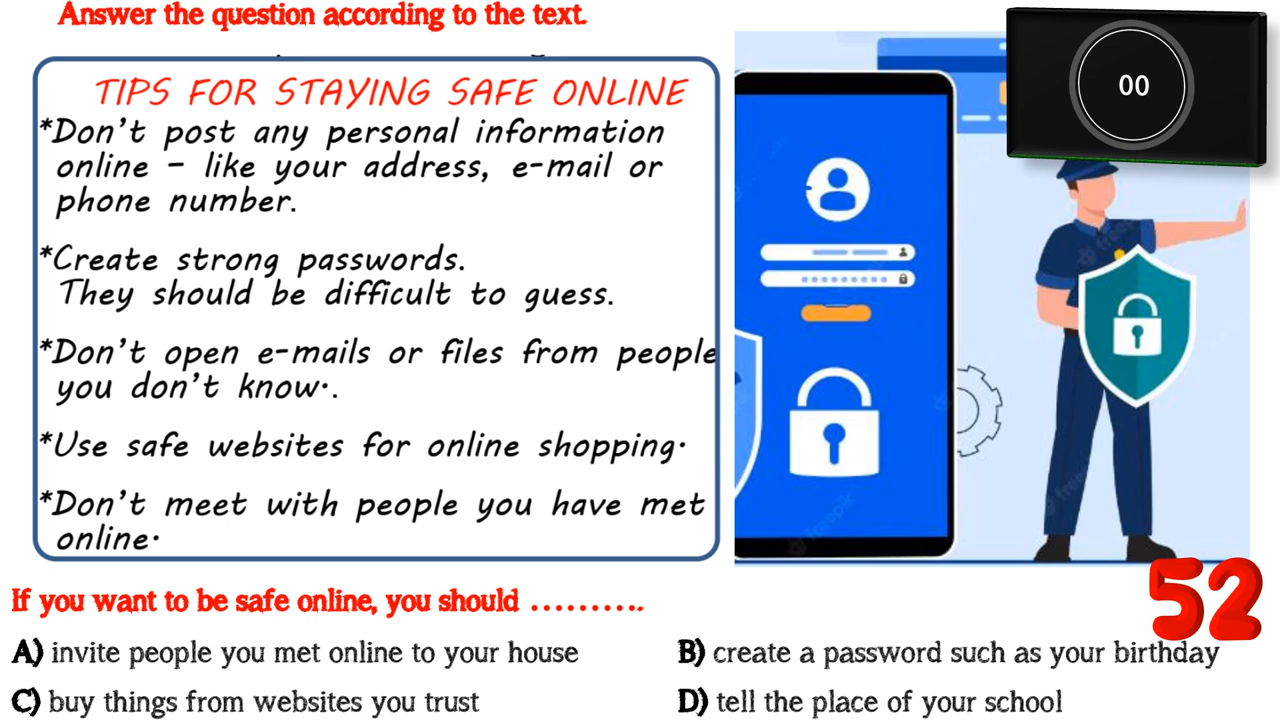 Answer the question according to the text.
00
TIPS FOR STAYING SAFE ONLINE
*Don't post any personal information
online – like your address, e-mail or
phone number.
*Create strong passwords.
They should be difficult to guess.
*Don't open e-mails or files from people
you don't know·.
*Use safe websites for online shopping·
*Don't meet with people you have met
online·
If you want to be safe online, you should ……….
52
A) invite people you met online to your house
B) create a password such as your birthday
C) buy things from websites you trust
D) tell the place of your school